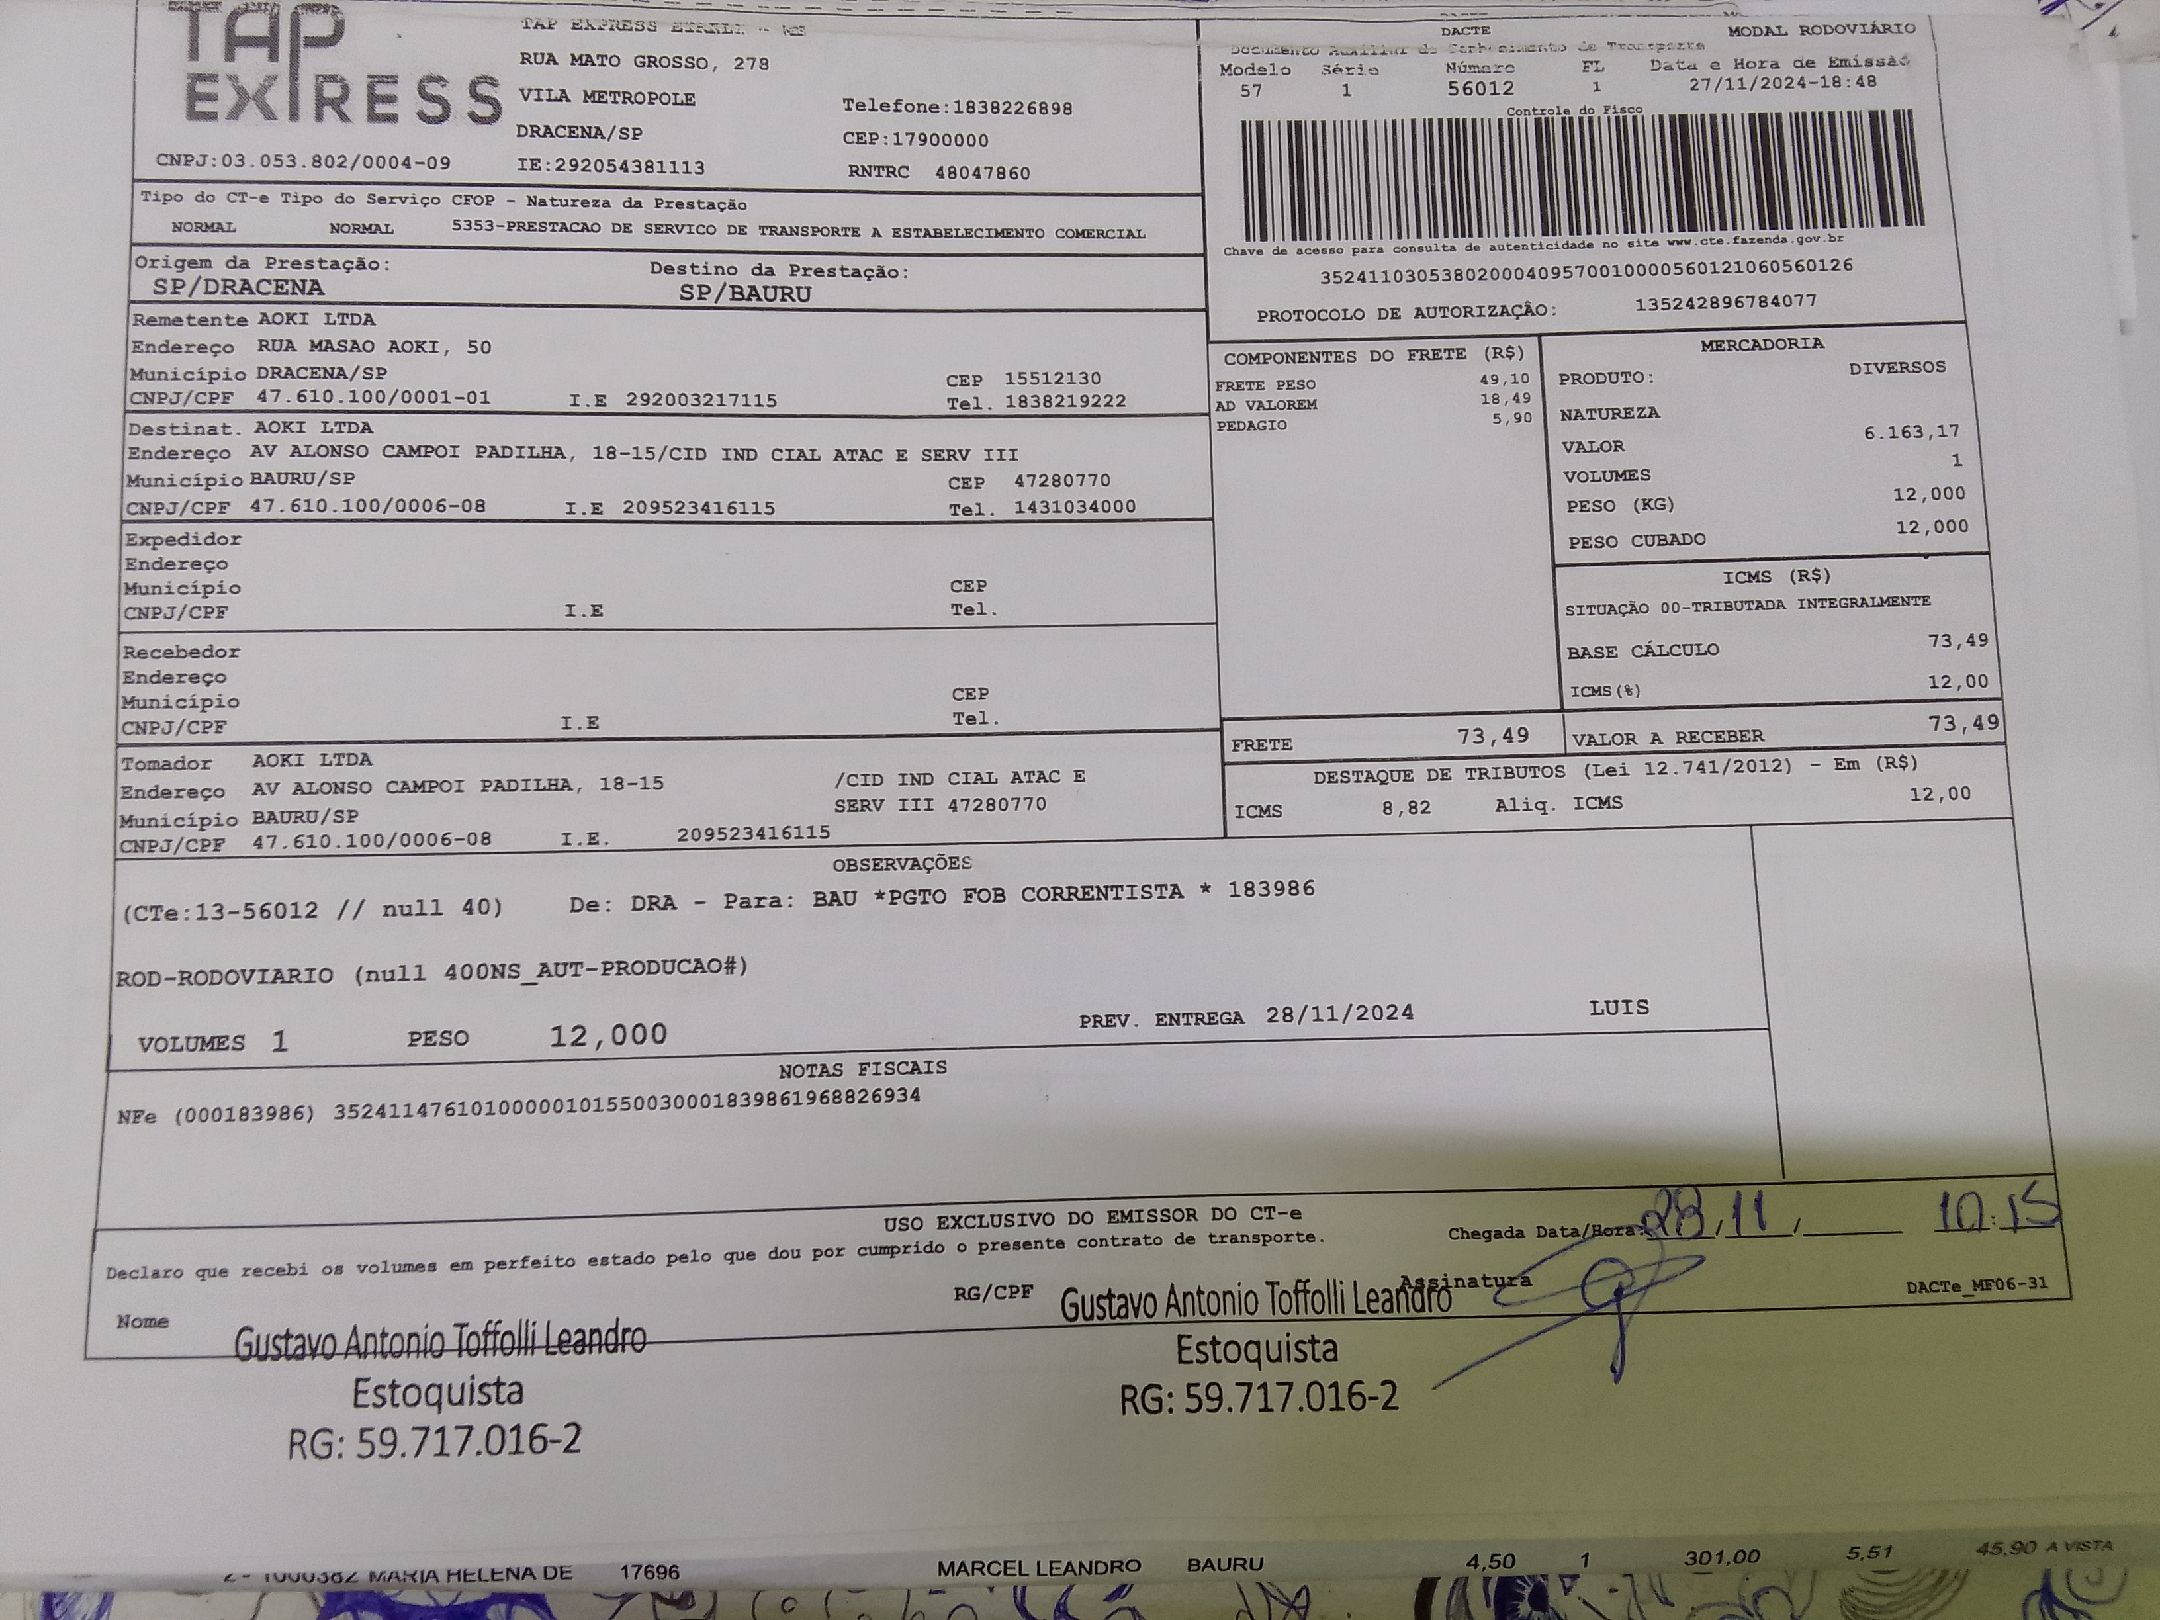 TAP EXPRESS
TAP EXPRESS EIRELI
RUA MATO GROSSO, 278
VILA METROPOLE Telefone:1838226898
DRACENA/SP CEP:17900000
CNPJ:03.053.802/0004-09 IE:292054381113 RNTRC 48047860
DACTE MODAL RODOVIÁRIO
Documento Auxiliar de Conhecimento de Transporte
Modelo Série Número FL Data e Hora de Emissão
57 1 56012 1 27/11/2024-18:48
Controle do Fisco
Chave de acesso para consulta de autenticidade no site www.cte.fazenda.gov.br
35241103053802000409570010000560121060560126
PROTOCOLO DE AUTORIZAÇÃO: 135242896784077
Tipo do CT-e Tipo do Serviço CFOP - Natureza da Prestação
NORMAL NORMAL 5353-PRESTACAO DE SERVICO DE TRANSPORTE A ESTABELECIMENTO COMERCIAL
Origem da Prestação: Destino da Prestação:
SP/DRACENA SP/BAURU
Remetente AOKI LTDA
Endereço RUA MASAO AOKI, 50
Município DRACENA/SP CEP 15512130
CNPJ/CPF 47.610.100/0001-01 I.E 292003217115 Tel. 1838219222
Destinat. AOKI LTDA
Endereço AV ALONSO CAMPOI PADILHA, 18-15/CID IND CIAL ATAC E SERV III
Município BAURU/SP CEP 47280770
CNPJ/CPF 47.610.100/0006-08 I.E 209523416115 Tel. 1431034000
Expedidor
Endereço
Município CEP
CNPJ/CPF I.E Tel.
Recebedor
Endereço
Município CEP
CNPJ/CPF I.E Tel.
Tomador AOKI LTDA
Endereço AV ALONSO CAMPOI PADILHA, 18-15 /CID IND CIAL ATAC E
SERV III 47280770
Município BAURU/SP
CNPJ/CPF 47.610.100/0006-08 I.E. 209523416115
COMPONENTES DO FRETE (R$)
FRETE PESO 49,10
AD VALOREM 18,49
PEDAGIO 5,90
MERCADORIA
PRODUTO: DIVERSOS
NATUREZA
VALOR 6.163,17
VOLUMES 1
PESO (KG) 12,000
PESO CUBADO 12,000
ICMS (R$)
SITUAÇÃO 00-TRIBUTADA INTEGRALMENTE
BASE CÁLCULO 73,49
ICMS(%) 12,00
FRETE 73,49 VALOR A RECEBER 73,49
DESTAQUE DE TRIBUTOS (Lei 12.741/2012) - Em (R$)
ICMS 8,82 Aliq. ICMS 12,00
OBSERVAÇÕES
(CTe:13-56012 // null 40) De: DRA - Para: BAU *PGTO FOB CORRENTISTA * 183986
ROD-RODOVIARIO (null 400NS_AUT-PRODUCAO#)
VOLUMES 1 PESO 12,000 PREV. ENTREGA 28/11/2024 LUIS
NOTAS FISCAIS
NFe (000183986) 35241147610100000101550030001839861968826934
USO EXCLUSIVO DO EMISSOR DO CT-e
Declaro que recebi os volumes em perfeito estado pelo que dou por cumprido o presente contrato de transporte.
Chegada Data/Hora: 28/11/ 10:15
Nome RG/CPF Assinatura DACTe_MF06-31
Gustavo Antonio Toffolli Leandro
Estoquista
RG: 59.717.016-2
Gustavo Antonio Toffolli Leandro
Estoquista
RG: 59.717.016-2
2 - 1000382 MARIA HELENA DE 17696 MARCEL LEANDRO BAURU 4,50 1 301,00 5,51 45,90 A VISTA